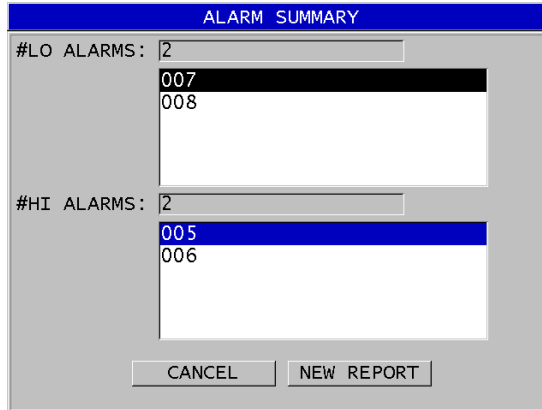 ALARM SUMMARY
#LO ALARMS: 2
007
008
#HI ALARMS: 2
005
006
CANCEL NEW REPORT